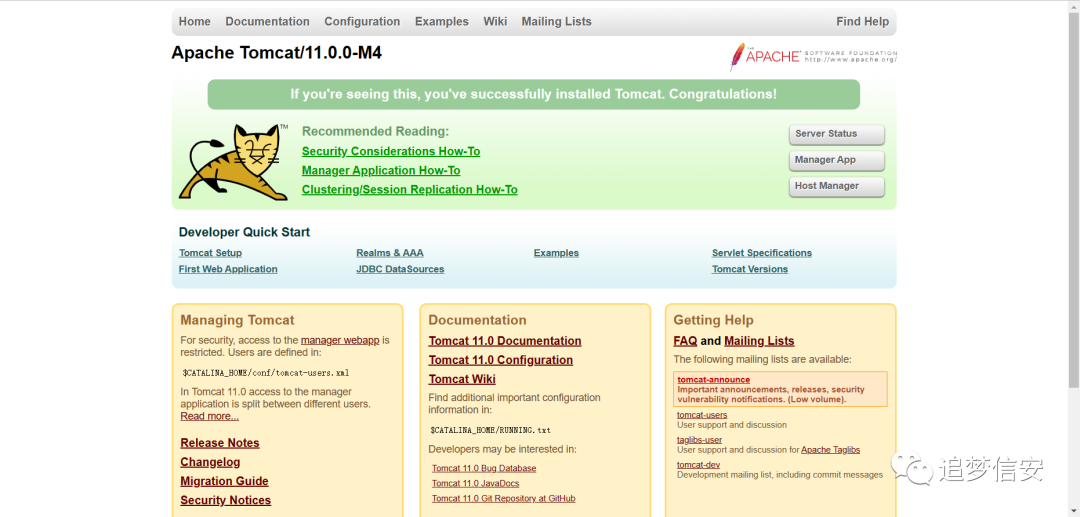 Home Documentation Configuration Examples Wiki Mailing Lists Find Help
Apache Tomcat/11.0.0-M4
THE
APACHE®
SOFTWARE FOUNDATION
http://www.apache.org/
If you're seeing this, you've successfully installed Tomcat. Congratulations!
TM
Recommended Reading:
Security Considerations How-To
Manager Application How-To
Clustering/Session Replication How-To
Server Status
Manager App
Host Manager
Developer Quick Start
Tomcat Setup
First Web Application
Realms & AAA
JDBC DataSources
Examples
Servlet Specifications
Tomcat Versions
Managing Tomcat
For security, access to the manager webapp is
restricted. Users are defined in:
$CATALINA_HOME/conf/tomcat-users.xml
In Tomcat 11.0 access to the manager
application is split between different users.
Read more...
Release Notes
Changelog
Migration Guide
Security Notices
Documentation
Tomcat 11.0 Documentation
Tomcat 11.0 Configuration
Tomcat Wiki
Find additional important configuration
information in:
$CATALINA_HOME/RUNNING.txt
Developers may be interested in:
Tomcat 11.0 Bug Database
Tomcat 11.0 JavaDocs
Tomcat 11.0 Git Repository at GitHub
Getting Help
FAQ and Mailing Lists
The following mailing lists are available:
tomcat-announce
Important announcements, releases, security
vulnerability notifications. (Low volume).
tomcat-users
User support and discussion
taglibs-user
User support and discussion for Apache Taglibs
tomcat-dev
Development mailing list, including commit messages
追梦信安